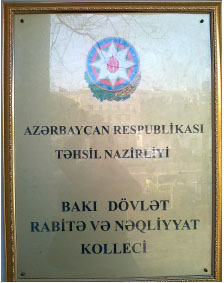 AZƏRBAYCAN RESPUBLİKASI
TƏHSİL NAZİRLİYİ
BAKI DÖVLƏT
RABİTƏ VƏ NƏQLİYYAT
KOLLECİ